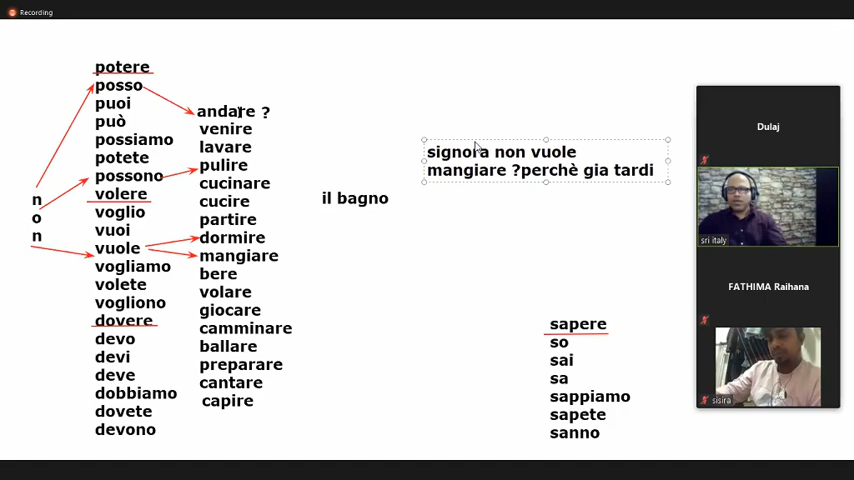 Recording
potere
posso
puoi
può
possiamo
potete
possono
volere
voglio
vuoi
vuole
vogliamo
volete
vogliono
dovere
devo
devi
deve
dobbiamo
dovete
devono
n
o
n
andare ?
venire
lavare
pulire
cucinare
cucire
partire
dormire
mangiare
bere
volare
giocare
camminare
ballare
preparare
cantare
capire
il bagno
signora non vuole
mangiare ?perchè gia tardi
sapere
so
sai
sa
sappiamo
sapete
sanno
Dulaj
sri italy
FATHIMA Raihana
sisira